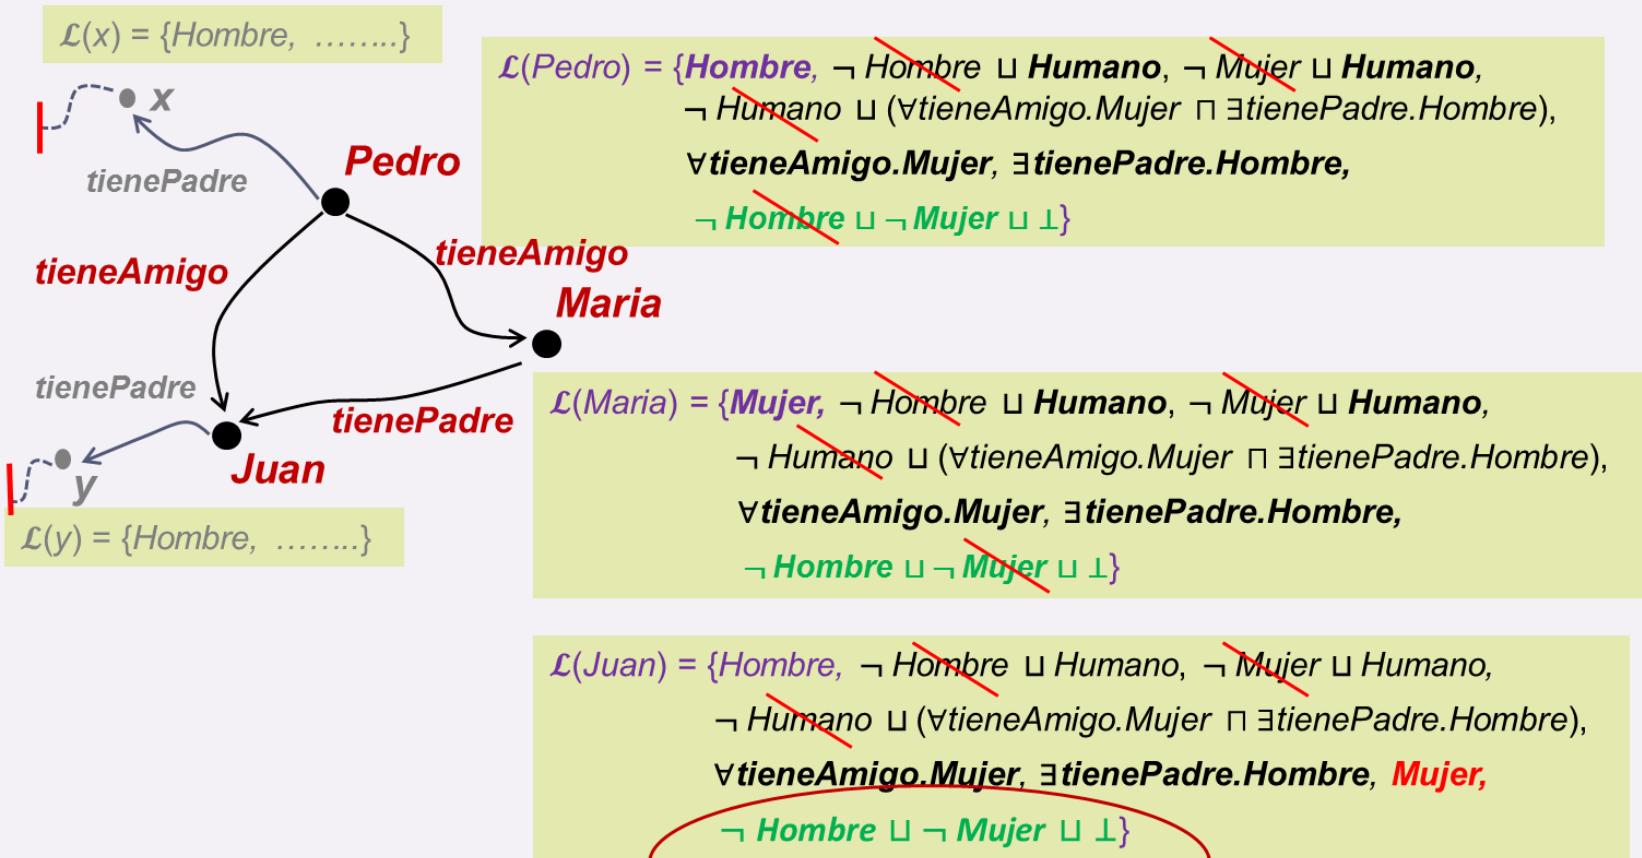 ℒ(x) = {Hombre, ……..}
x
tienePadre
Pedro
tieneAmigo
tieneAmigo
Maria
tienePadre
tienePadre
Juan
y
ℒ(y) = {Hombre, ……..}
ℒ(Pedro) = {Hombre, ¬ Hombre ⊔ Humano, ¬ Mujer ⊔ Humano,
¬ Humano ⊔ (∀tieneAmigo.Mujer ⊓ ∃tienePadre.Hombre),
∀tieneAmigo.Mujer, ∃tienePadre.Hombre,
¬ Hombre ⊔ ¬ Mujer ⊔ ⊥}
ℒ(Maria) = {Mujer, ¬ Hombre ⊔ Humano, ¬ Mujer ⊔ Humano,
¬ Humano ⊔ (∀tieneAmigo.Mujer ⊓ ∃tienePadre.Hombre),
∀tieneAmigo.Mujer, ∃tienePadre.Hombre,
¬ Hombre ⊔ ¬ Mujer ⊔ ⊥}
ℒ(Juan) = {Hombre, ¬ Hombre ⊔ Humano, ¬ Mujer ⊔ Humano,
¬ Humano ⊔ (∀tieneAmigo.Mujer ⊓ ∃tienePadre.Hombre),
∀tieneAmigo.Mujer, ∃tienePadre.Hombre, Mujer,
¬ Hombre ⊔ ¬ Mujer ⊔ ⊥}